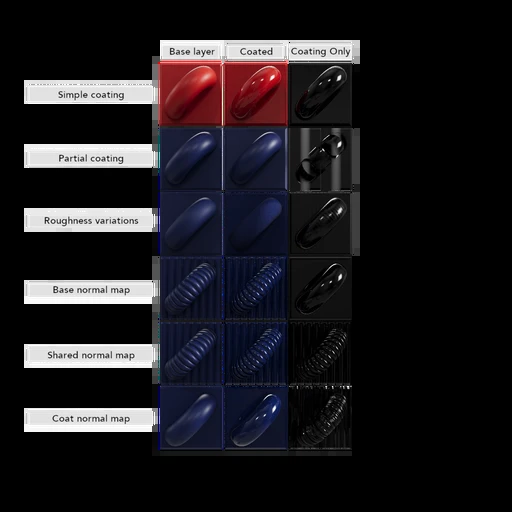 Base layer
Coated
Coating Only
Simple coating
Partial coating
Roughness variations
Base normal map
Shared normal map
Coat normal map